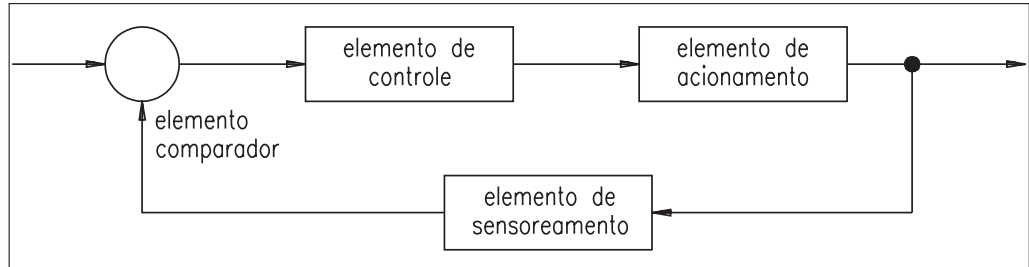 elemento de
controle
elemento de
acionamento
elemento
comparador
elemento de
sensoreamento